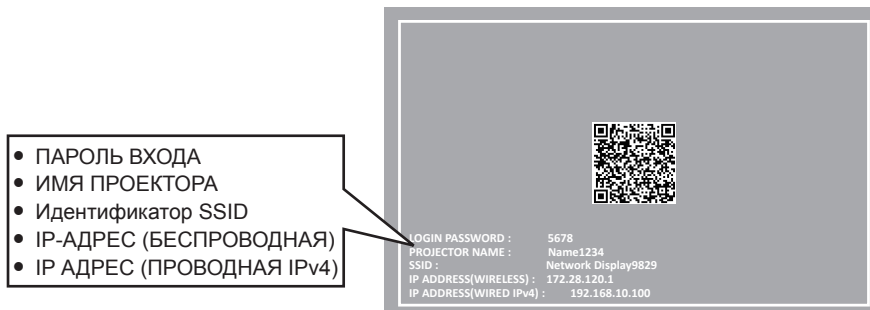 • ПАРОЛЬ ВХОДА
• ИМЯ ПРОЕКТОРА
• Идентификатор SSID
• IP-АДРЕС (БЕСПРОВОДНАЯ)
• IP АДРЕС (ПРОВОДНАЯ IPv4)
LOGIN PASSWORD : 5678
PROJECTOR NAME : Name1234
SSID : Network Display9829
IP ADDRESS(WIRELESS) : 172.28.120.1
IP ADDRESS(WIRED IPv4) : 192.168.10.100